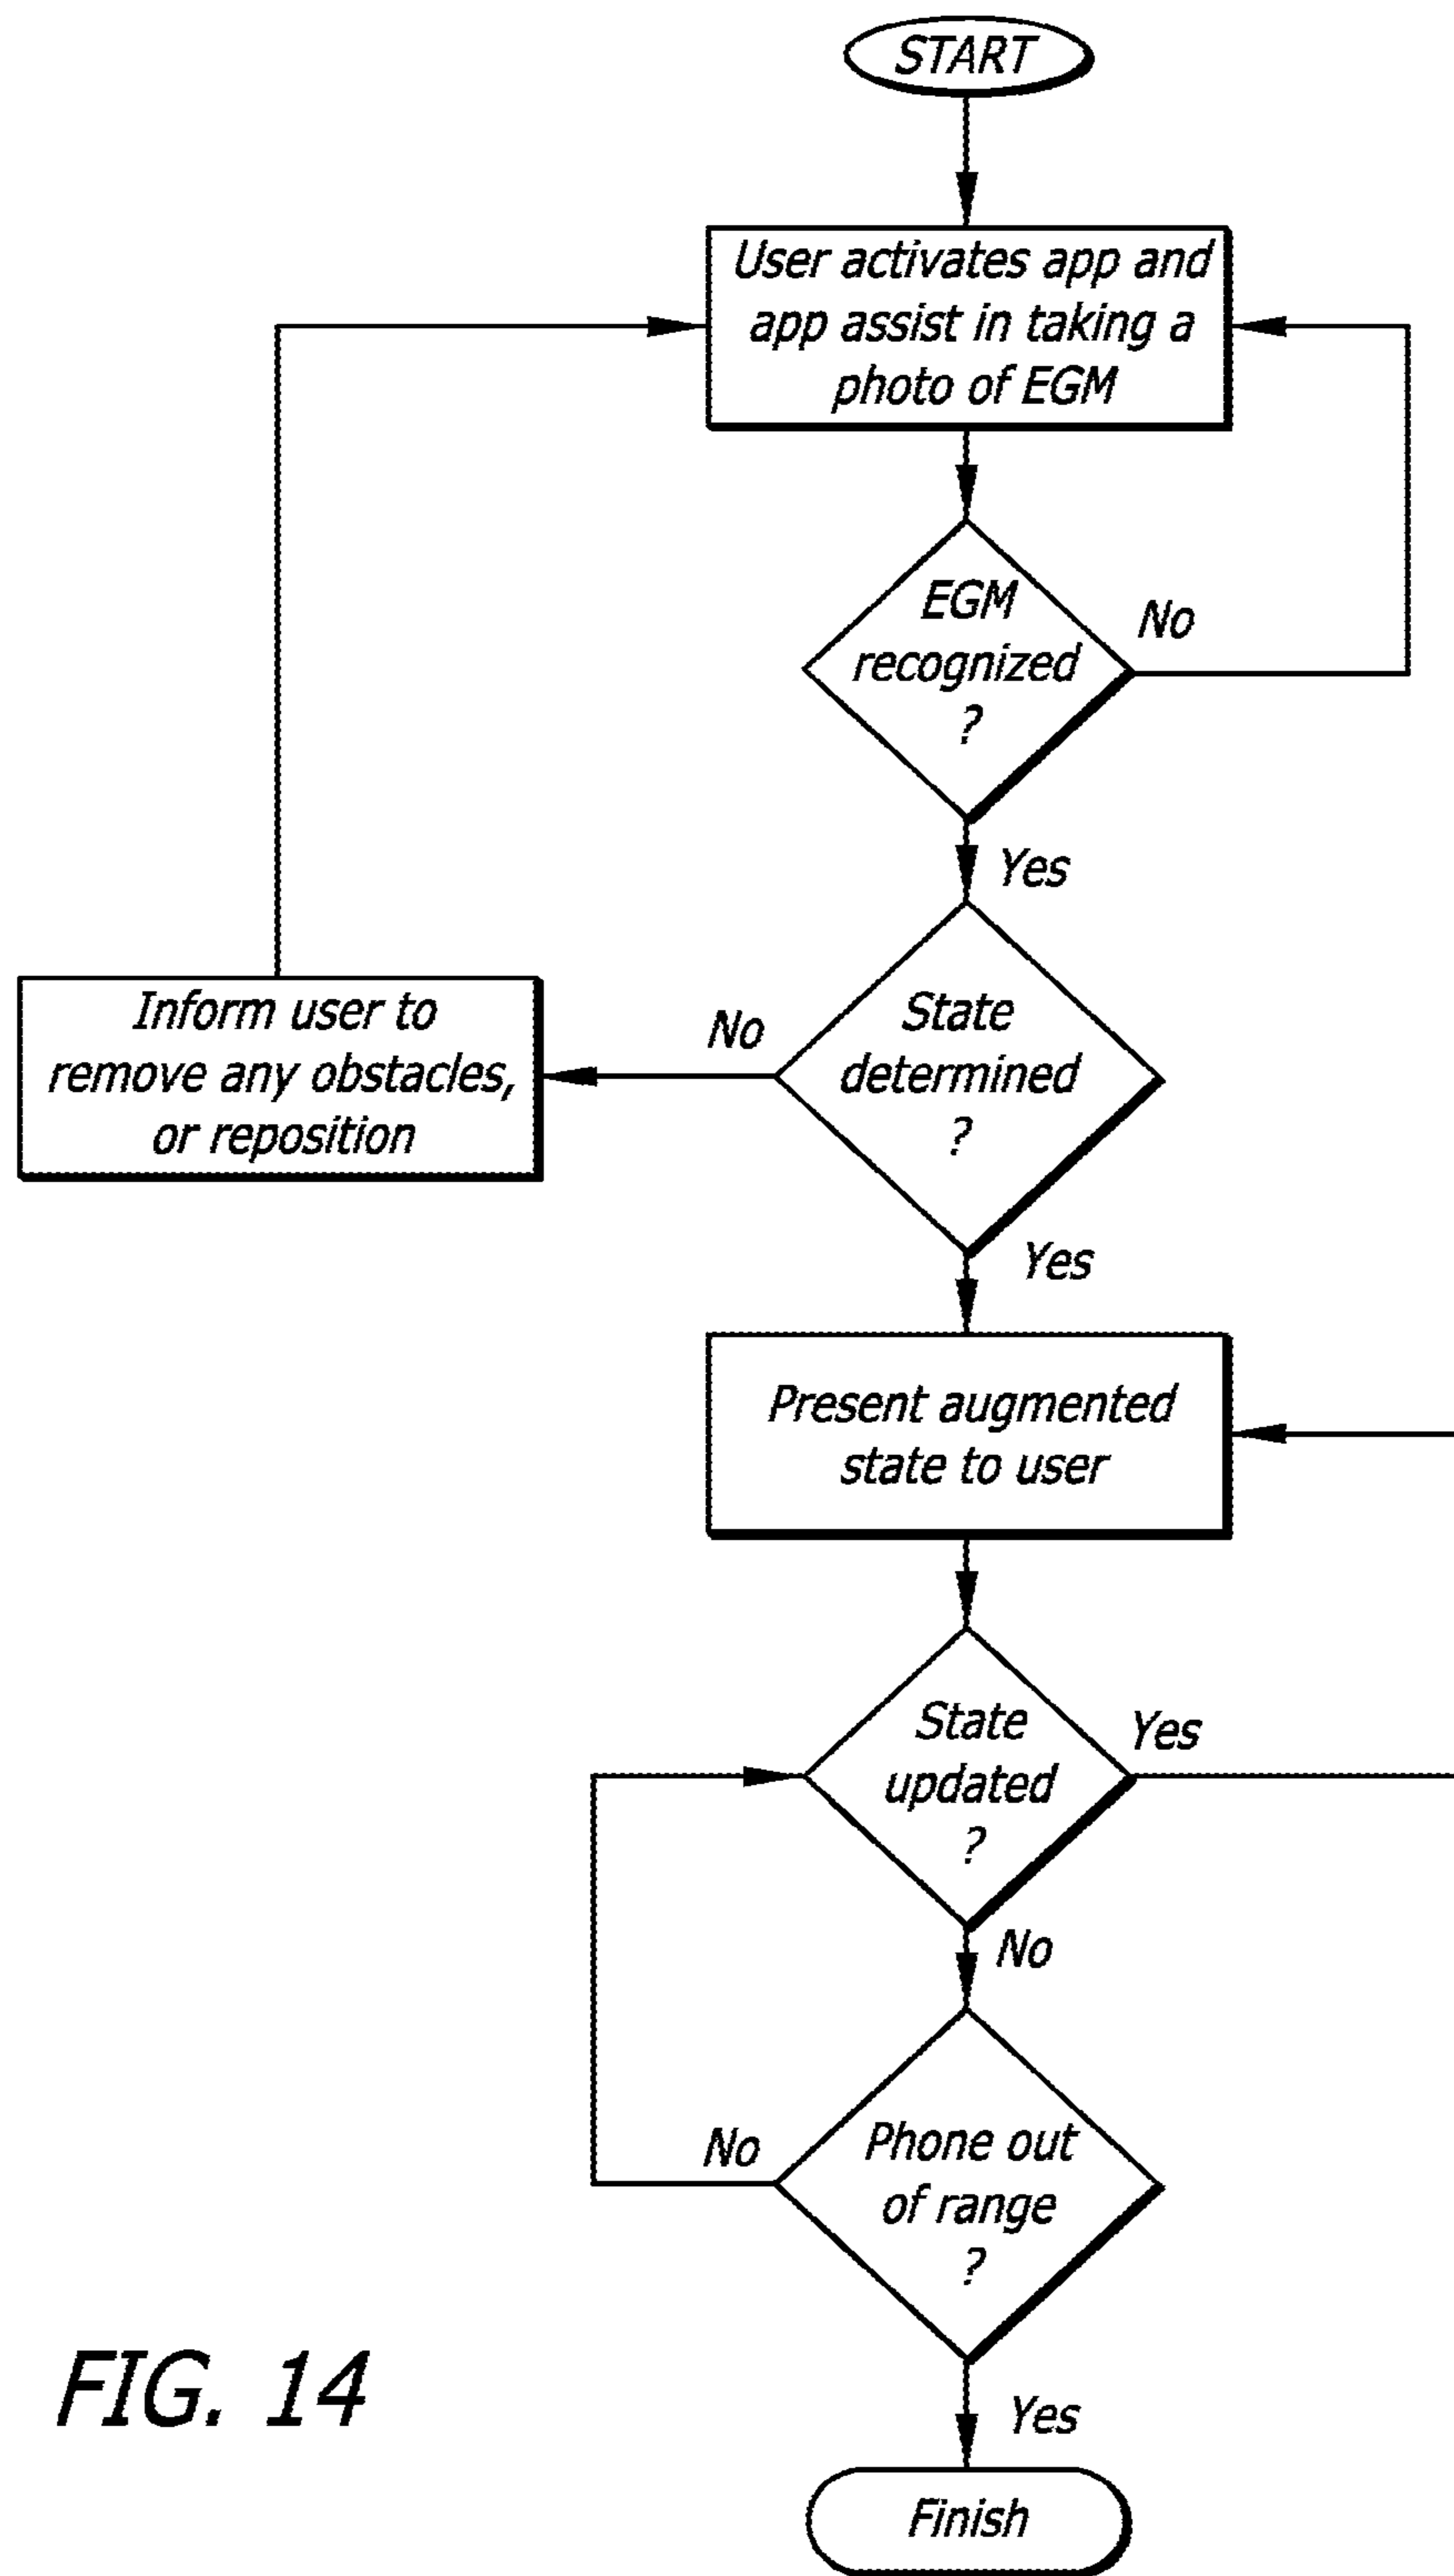 START
User activates app and
app assist in taking a
photo of EGM
EGM
recognized
?
No
Yes
State
determined
?
No
Inform user to
remove any obstacles,
or reposition
Yes
Present augmented
state to user
State
updated
?
Yes
No
Phone out
of range
?
No
Yes
Finish
FIG. 14